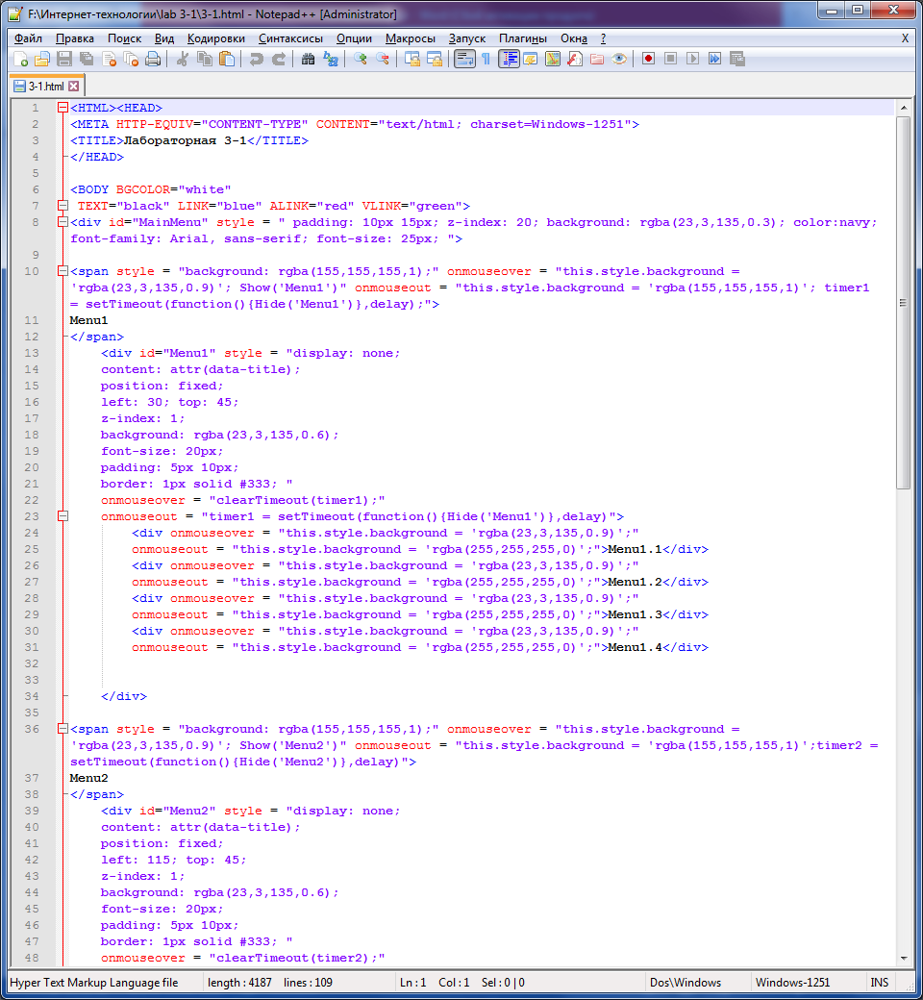 F:\Интернет-технологии\lab 3-1\3-1.html - Notepad++ [Administrator]
Файл Правка Поиск Вид Кодировки Синтаксисы Опции Макросы Запуск Плагины Окна ? X
3-1.html
1 <HTML><HEAD>
2 <META HTTP-EQUIV="CONTENT-TYPE" CONTENT="text/html; charset=Windows-1251">
3 <TITLE>Лабораторная 3-1</TITLE>
4 </HEAD>
5
6 <BODY BGCOLOR="white"
7 TEXT="black" LINK="blue" ALINK="red" VLINK="green">
8 <div id="MainMenu" style = " padding: 10px 15px; z-index: 20; background: rgba(23,3,135,0.3); color:navy;
font-family: Arial, sans-serif; font-size: 25px; ">
9
10 <span style = "background: rgba(155,155,155,1);" onmouseover = "this.style.background =
'rgba(23,3,135,0.9)'; Show('Menu1')" onmouseout = "this.style.background = 'rgba(155,155,155,1)'; timer1
= setTimeout(function(){Hide('Menu1')},delay);">
11 Menu1
12 </span>
13 <div id="Menu1" style = "display: none;
14 content: attr(data-title);
15 position: fixed;
16 left: 30; top: 45;
17 z-index: 1;
18 background: rgba(23,3,135,0.6);
19 font-size: 20px;
20 padding: 5px 10px;
21 border: 1px solid #333; "
22 onmouseover = "clearTimeout(timer1);"
23 onmouseout = "timer1 = setTimeout(function(){Hide('Menu1')},delay)">
24 <div onmouseover = "this.style.background = 'rgba(23,3,135,0.9)';"
25 onmouseout = "this.style.background = 'rgba(255,255,255,0)';">Menu1.1</div>
26 <div onmouseover = "this.style.background = 'rgba(23,3,135,0.9)';"
27 onmouseout = "this.style.background = 'rgba(255,255,255,0)';">Menu1.2</div>
28 <div onmouseover = "this.style.background = 'rgba(23,3,135,0.9)';"
29 onmouseout = "this.style.background = 'rgba(255,255,255,0)';">Menu1.3</div>
30 <div onmouseover = "this.style.background = 'rgba(23,3,135,0.9)';"
31 onmouseout = "this.style.background = 'rgba(255,255,255,0)';">Menu1.4</div>
32
33
34 </div>
35
36 <span style = "background: rgba(155,155,155,1);" onmouseover = "this.style.background =
'rgba(23,3,135,0.9)'; Show('Menu2')" onmouseout = "this.style.background = 'rgba(155,155,155,1)';timer2 =
setTimeout(function(){Hide('Menu2')},delay)">
37 Menu2
38 </span>
39 <div id="Menu2" style = "display: none;
40 content: attr(data-title);
41 position: fixed;
42 left: 115; top: 45;
43 z-index: 1;
44 background: rgba(23,3,135,0.6);
45 font-size: 20px;
46 padding: 5px 10px;
47 border: 1px solid #333; "
48 onmouseover = "clearTimeout(timer2);"
Hyper Text Markup Language file length : 4187 lines : 109 Ln : 1 Col : 1 Sel : 0 | 0 Dos\Windows Windows-1251 INS